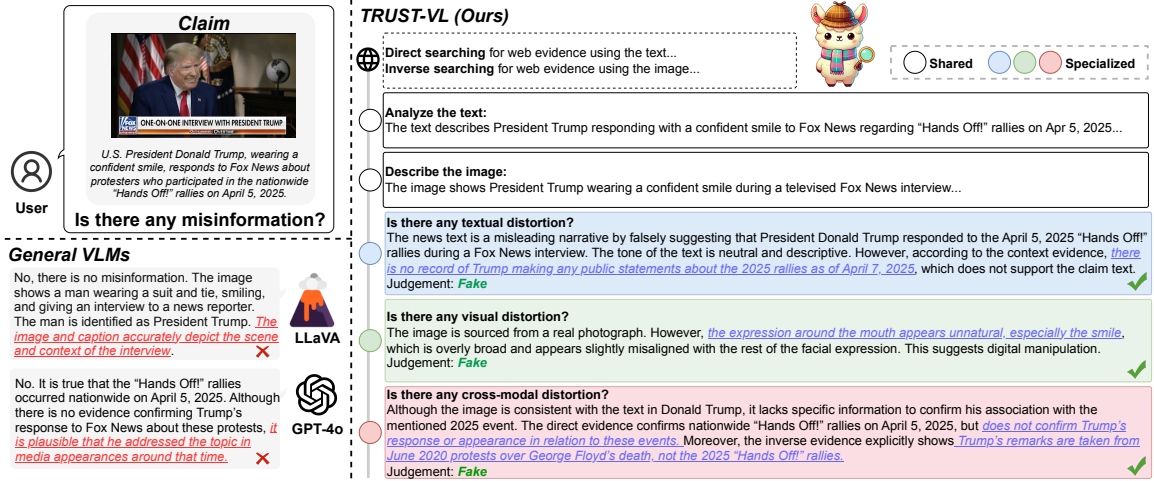 Claim
FOX NEWS
ONE-ON-ONE INTERVIEW WITH PRESIDENT TRUMP
U.S. President Donald Trump, wearing a
confident smile, responds to Fox News about
protesters who participated in the nationwide
“Hands Off!” rallies on April 5, 2025.
Is there any misinformation?
User
General VLMs
No, there is no misinformation. The image
shows a man wearing a suit and tie, smiling,
and giving an interview to a news reporter.
The man is identified as President Trump. The
image and caption accurately depict the scene
and context of the interview.
LLaVA
No. It is true that the “Hands Off!” rallies
occurred nationwide on April 5, 2025. Although
there is no evidence confirming Trump’s
response to Fox News about these protests, it
is plausible that he addressed the topic in
media appearances around that time.
GPT-4o
TRUST-VL (Ours)
Direct searching for web evidence using the text...
Inverse searching for web evidence using the image...
Shared
Specialized
Analyze the text:
The text describes President Trump responding with a confident smile to Fox News regarding “Hands Off!” rallies on Apr 5, 2025...
Describe the image:
The image shows President Trump wearing a confident smile during a televised Fox News interview...
Is there any textual distortion?
The news text is a misleading narrative by falsely suggesting that President Donald Trump responded to the April 5, 2025 “Hands Off!”
rallies during a Fox News interview. The tone of the text is neutral and descriptive. However, according to the context evidence, there
is no record of Trump making any public statements about the 2025 rallies as of April 7, 2025, which does not support the claim text.
Judgement: Fake
Is there any visual distortion?
The image is sourced from a real photograph. However, the expression around the mouth appears unnatural, especially the smile,
which is overly broad and appears slightly misaligned with the rest of the facial expression. This suggests digital manipulation.
Judgement: Fake
Is there any cross-modal distortion?
Although the image is consistent with the text in Donald Trump, it lacks specific information to confirm his association with the
mentioned 2025 event. The direct evidence confirms nationwide “Hands Off!” rallies on April 5, 2025, but does not confirm Trump’s
response or appearance in relation to these events. Moreover, the inverse evidence explicitly shows Trump’s remarks are taken from
June 2020 protests over George Floyd’s death, not the 2025 “Hands Off!” rallies.
Judgement: Fake